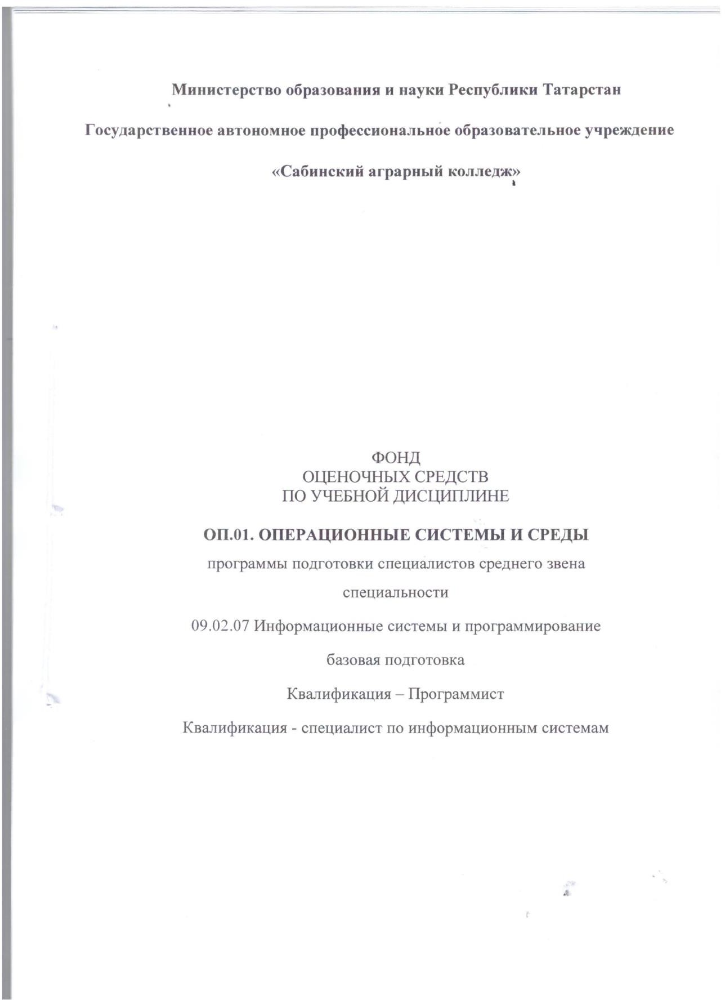 Министерство образования и науки Республики Татарстан
Государственное автономное профессиональное образовательное учреждение
«Сабинский аграрный колледж»
ФОНД
ОЦЕНОЧНЫХ СРЕДСТВ
ПО УЧЕБНОЙ ДИСЦИПЛИНЕ
ОП.01. ОПЕРАЦИОННЫЕ СИСТЕМЫ И СРЕДЫ
программы подготовки специалистов среднего звена
специальности
09.02.07 Информационные системы и программирование
базовая подготовка
Квалификация – Программист
Квалификация - специалист по информационным системам